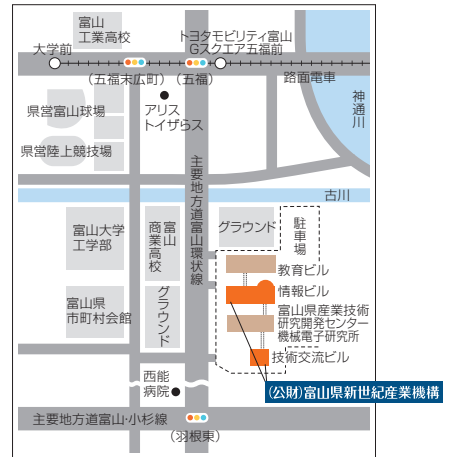 富山
工業高校
大学前
トヨタモビリティ富山
Gスクエア五福前
(五福末広町)
(五福)
路面電車
アリス
トイザらス
神通川
県営富山球場
県営陸上競技場
主要地方道富山環状線
古川
富山大学
工学部
富山
商業高校
グラウンド
駐車場
教育ビル
情報ビル
富山県
市町村会館
グラウンド
富山県産業技術
研究開発センター
機械電子研究所
技術交流ビル
西能
病院
(公財)富山県新世紀産業機構
主要地方道富山・小杉線
(羽根東)